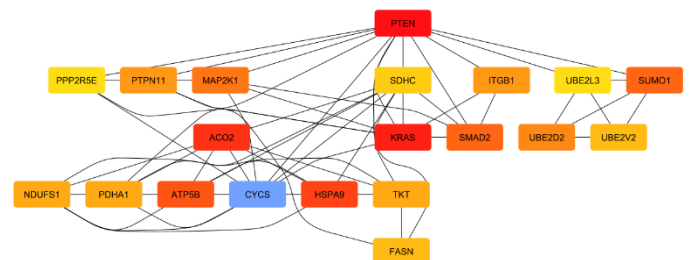 PTEN
PPP2R5E PTPN11 MAP2K1 SDHC ITGB1 UBE2L3 SUMO1
ACO2 KRAS SMAD2 UBE2D2 UBE2V2
NDUFS1 PDHA1 ATP5B CYCS HSPA9 TKT
FASN